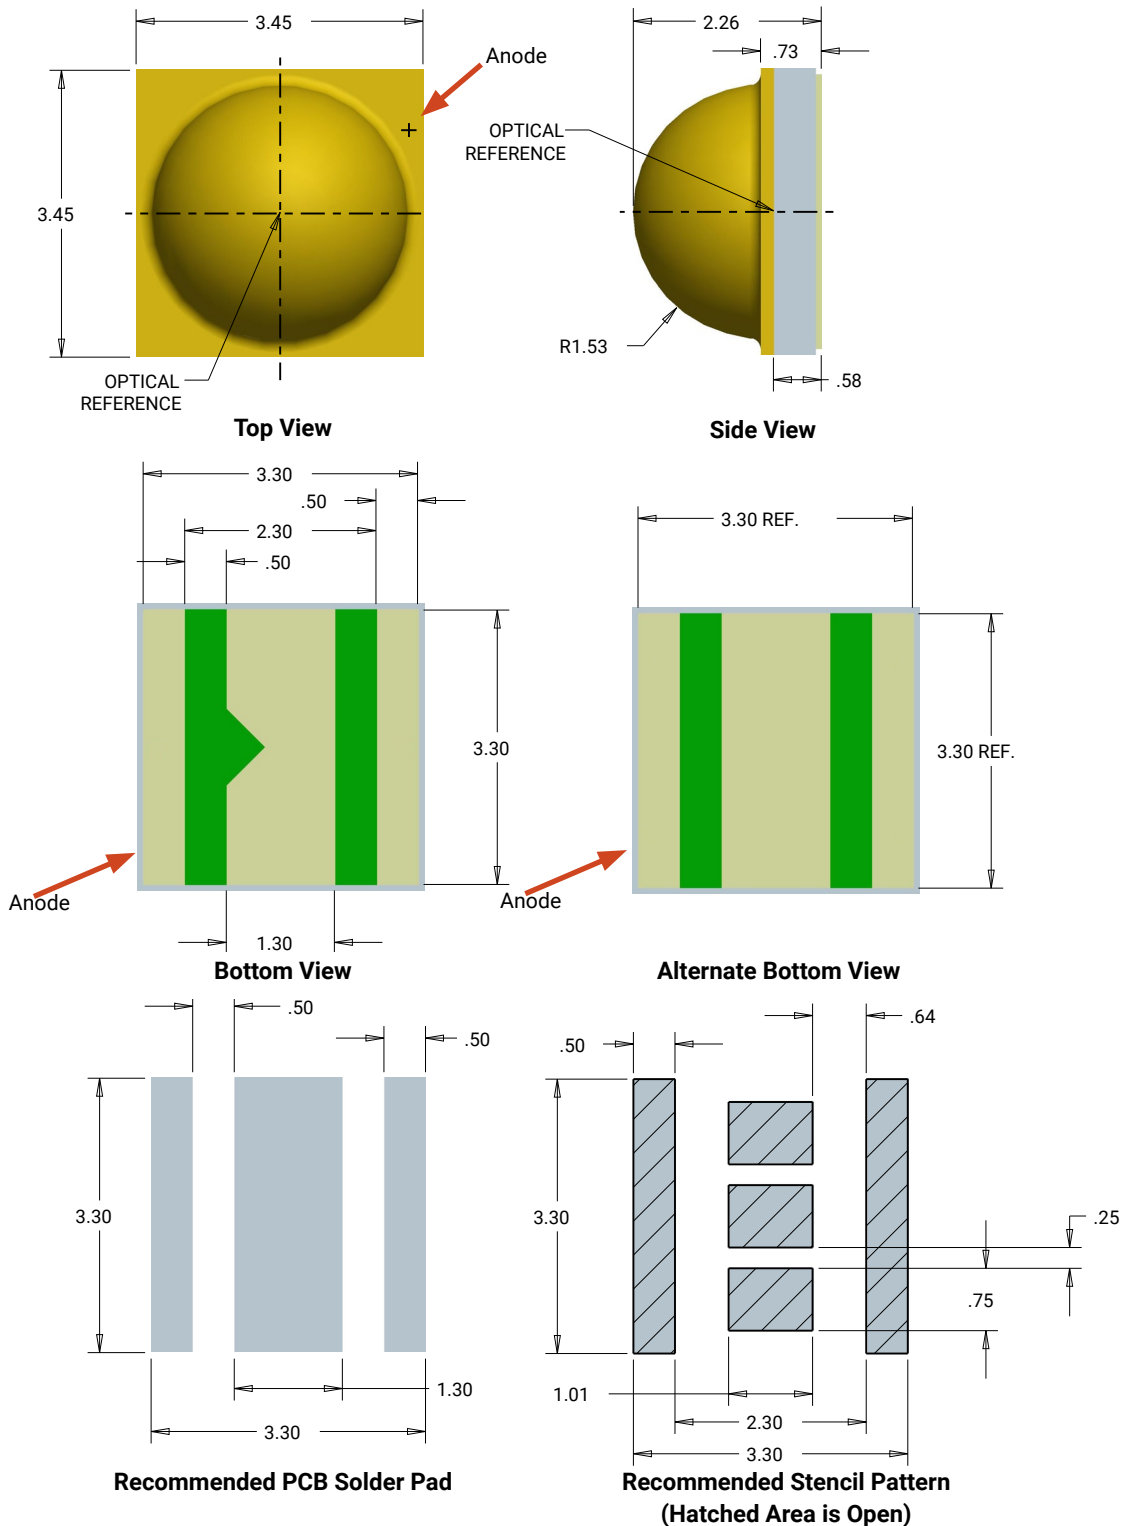 3.45
Anode
+
3.45
OPTICAL
REFERENCE
Top View
2.26
.73
OPTICAL
REFERENCE
R1.53
.58
Side View
3.30
.50
2.30
.50
3.30
Anode
1.30
Bottom View
3.30 REF.
3.30 REF.
Anode
Alternate Bottom View
.50
.50
3.30
1.30
3.30
Recommended PCB Solder Pad
.64
.50
3.30
.25
.75
1.01
2.30
3.30
Recommended Stencil Pattern
(Hatched Area is Open)